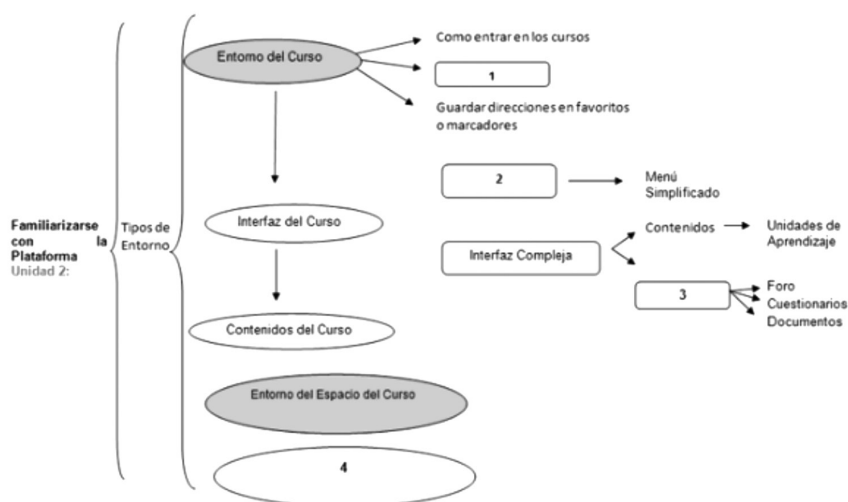 Familiarizarse
con la
Plataforma
Unidad 2:
Tipos de
Entorno
Entorno del Curso
Como entrar en los cursos
1
Guardar direcciones en favoritos
o marcadores
Interfaz del Curso
2
Menú
Simplificado
Interfaz Compleja
Contenidos
Unidades de
Aprendizaje
3
Foro
Cuestionarios
Documentos
Contenidos del Curso
Entorno del Espacio del Curso
4